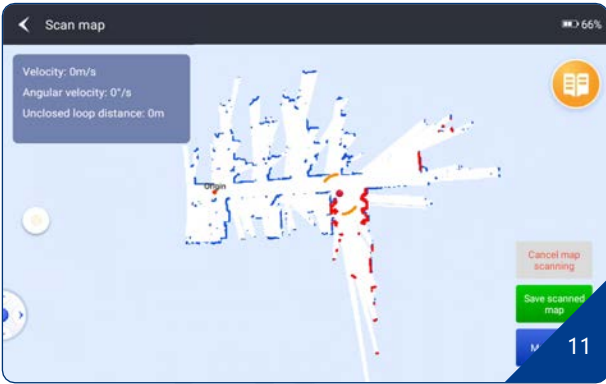 Scan map
66%
Velocity: 0m/s
Angular velocity: 0°/s
Unclosed loop distance: 0m
Origin
Cancel map
scanning
Save scanned
map
11